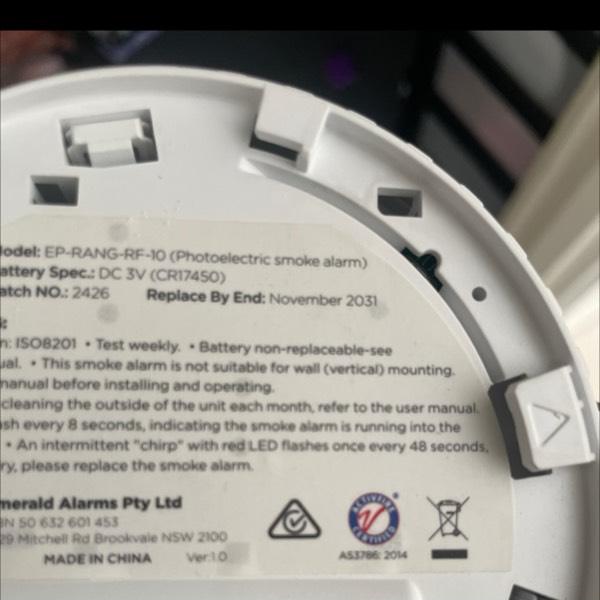 Model: EP-RANG-RF-10 (Photoelectric smoke alarm)
attery Spec.: DC 3V (CR17450)
atch NO.: 2426 Replace By End: November 2031
n: ISO8201 • Test weekly. • Battery non-replaceable-see
ual. • This smoke alarm is not suitable for wall (vertical) mounting.
manual before installing and operating.
cleaning the outside of the unit each month, refer to the user manual.
sh every 8 seconds, indicating the smoke alarm is running into the
• An intermittent "chirp" with red LED flashes once every 48 seconds,
ry, please replace the smoke alarm.
merald Alarms Pty Ltd
BN 50 632 601 453
29 Mitchell Rd Brookvale NSW 2100
MADE IN CHINA Ver:1.0
ACTIVFIRE
CERTIFIED
AS3786: 2014